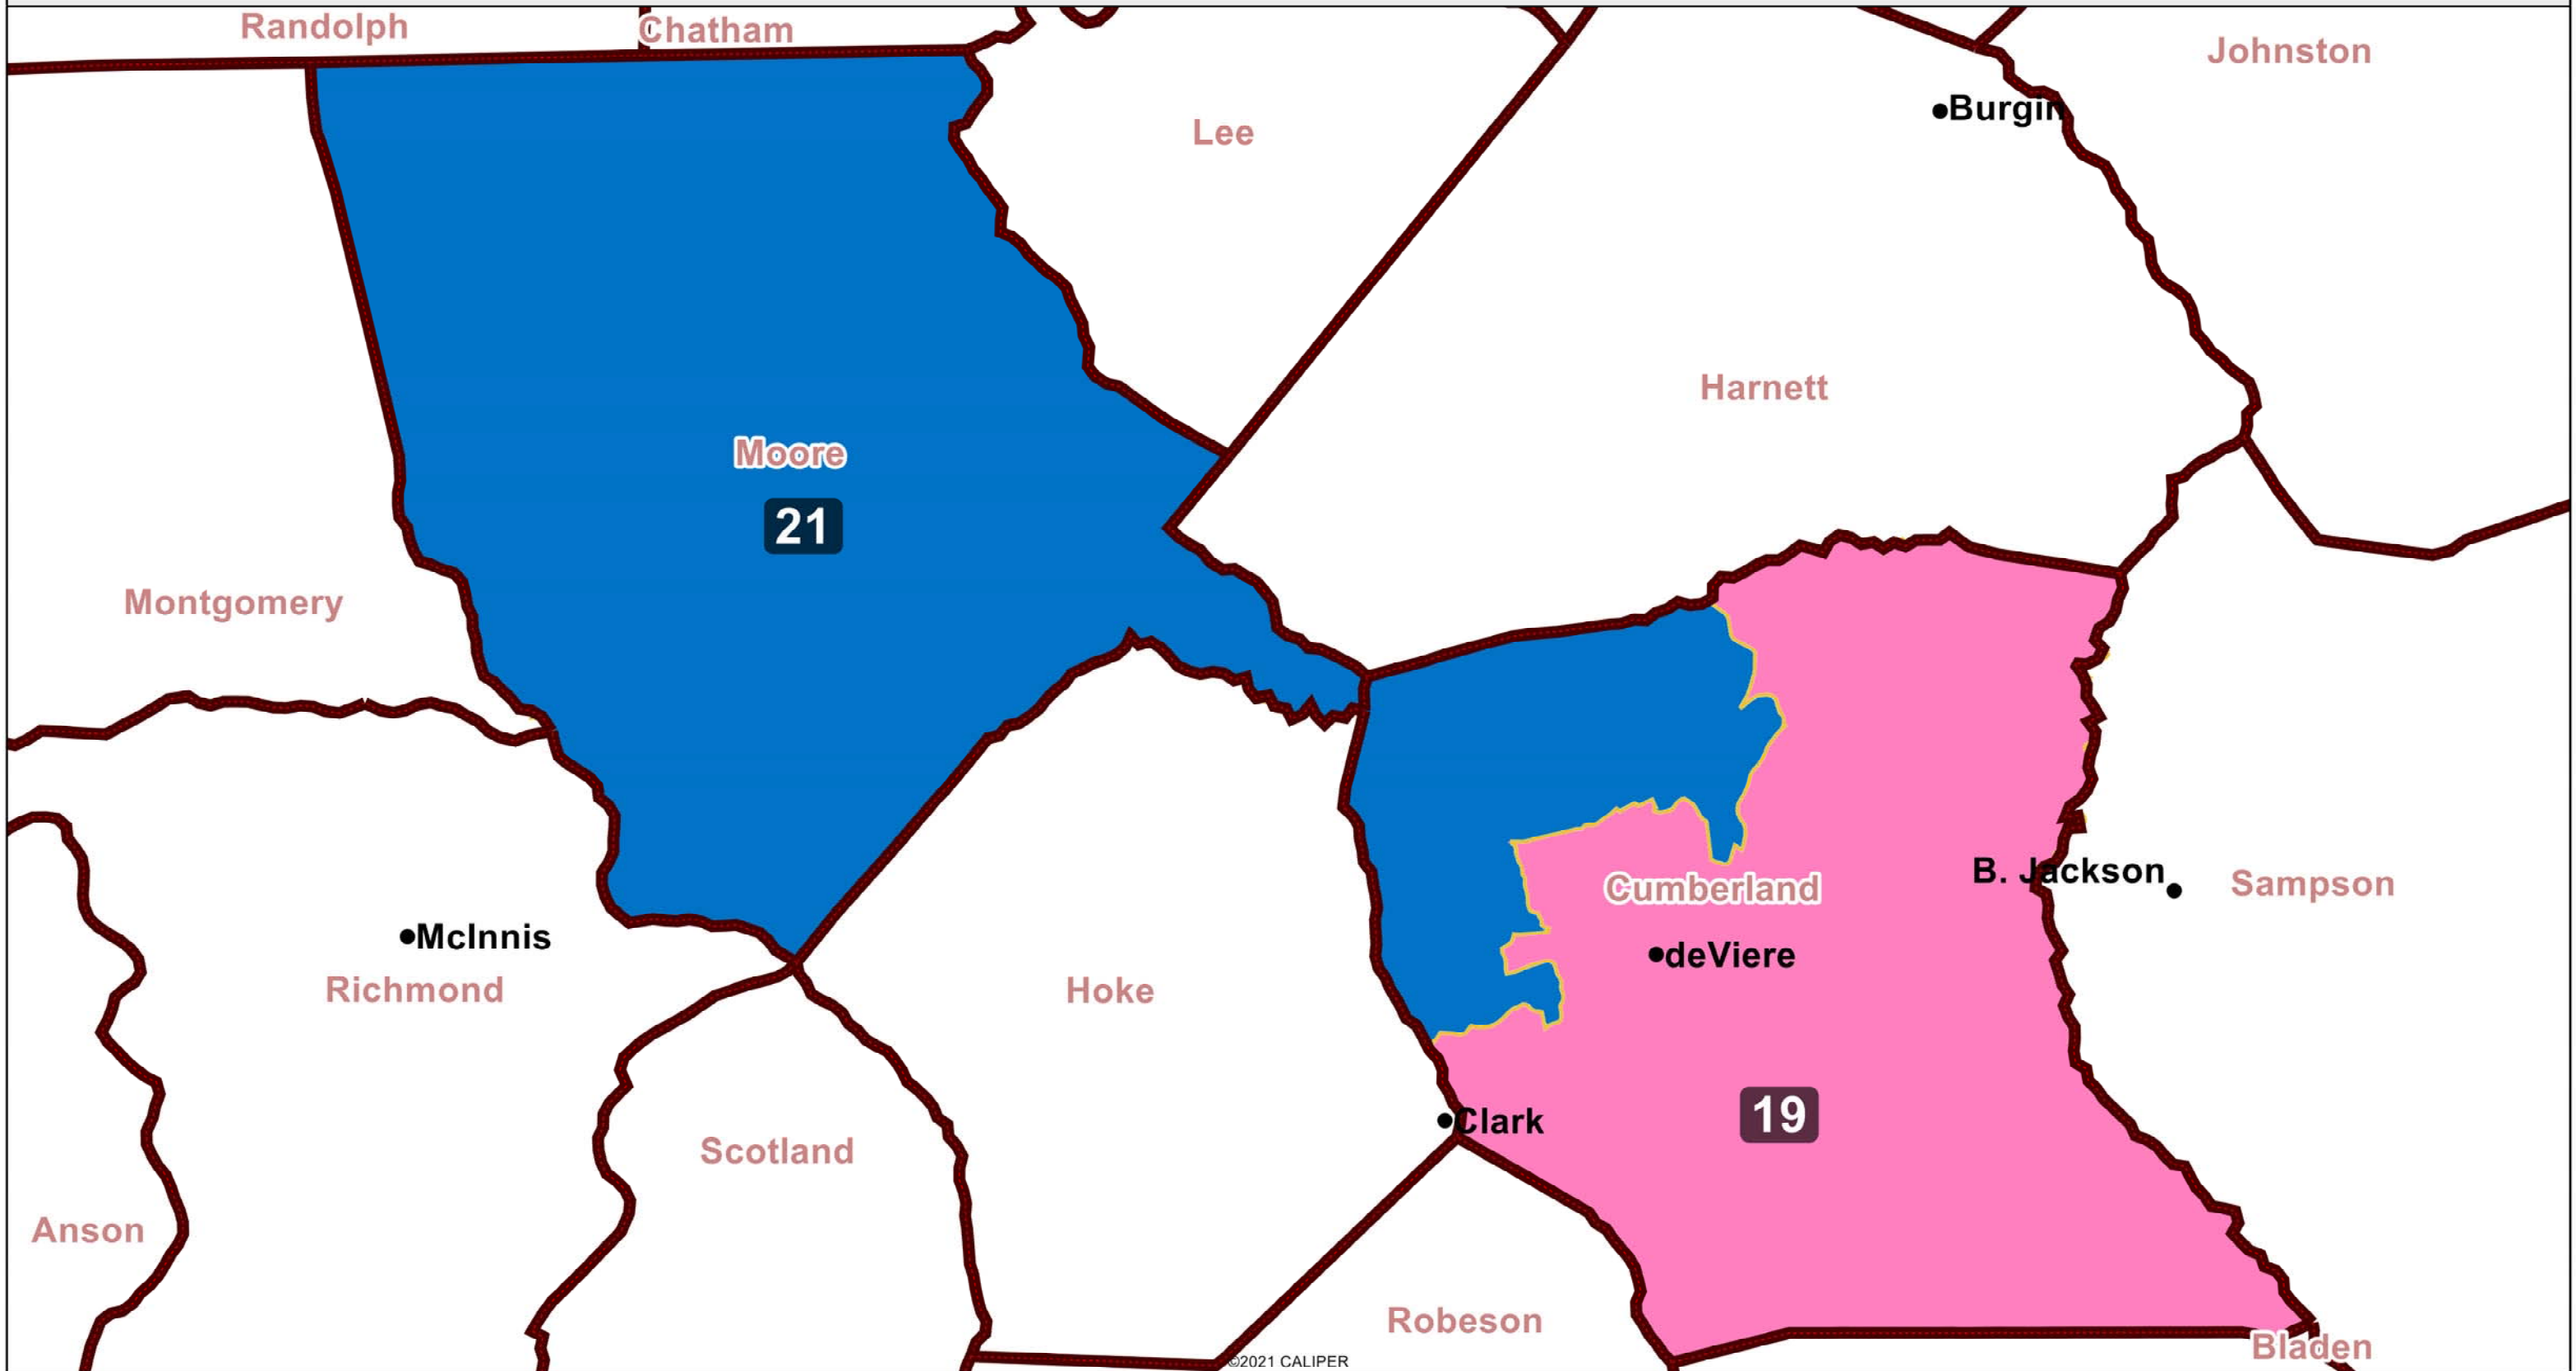 Randolph
Chatham
Johnston
Burgin
Lee
Harnett
Moore
21
Montgomery
B. Jackson
Sampson
Cumberland
McInnis
deViere
Richmond
Hoke
Clark
19
Scotland
Anson
Robeson
Bladen
©2021 CALIPER